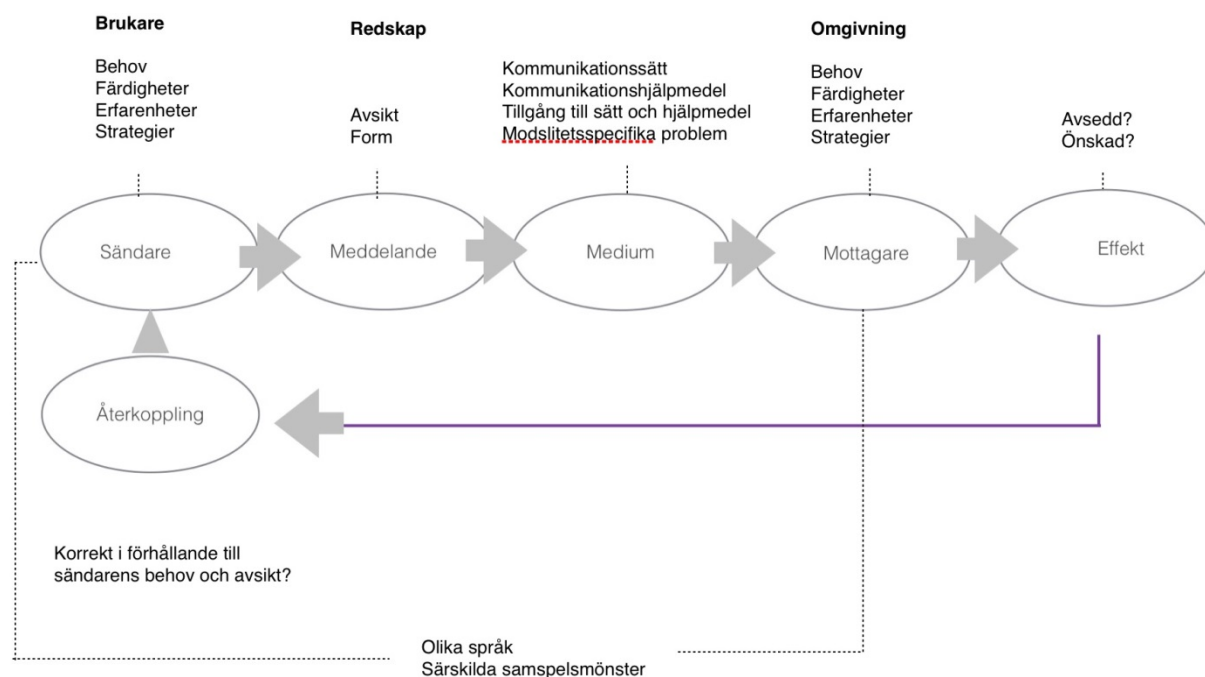 Brukare
Behov
Färdigheter
Erfarenheter
Strategier
Redskap
Avsikt
Form
Kommunikationssätt
Kommunikationshjälpmedel
Tillgång till sätt och hjälpmedel
Modslitetsspecifika problem
Omgivning
Behov
Färdigheter
Erfarenheter
Strategier
Avsedd?
Önskad?
Sändare
Meddelande
Medium
Mottagare
Effekt
Återkoppling
Korrekt i förhållande till
sändarens behov och avsikt?
Olika språk
Särskilda samspelsmönster